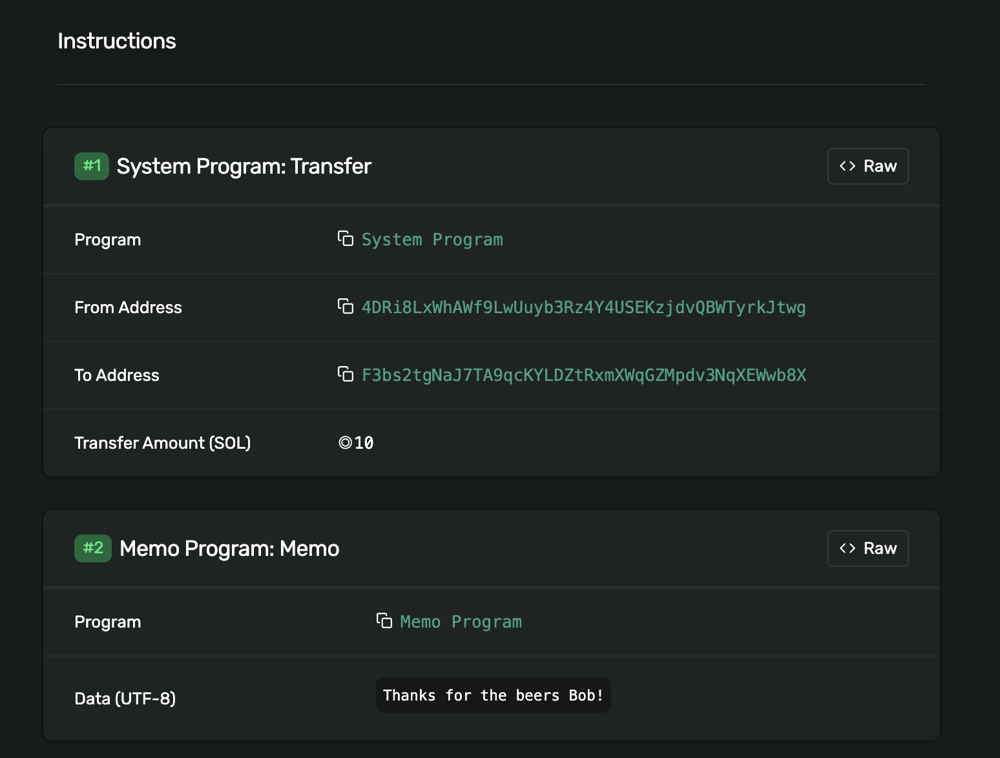 Instructions
#1 System Program: Transfer
<> Raw
Program
System Program
From Address
4DRi8LxWhAWf9LwUuyb3Rz4Y4USEKzjdvQBWTyrkJtwg
To Address
F3bs2tgNaJ7TA9qcKYLDZtRxmXWqGZMpdv3NqXEWwb8X
Transfer Amount (SOL)
◎10
#2 Memo Program: Memo
<> Raw
Program
Memo Program
Data (UTF-8)
Thanks for the beers Bob!